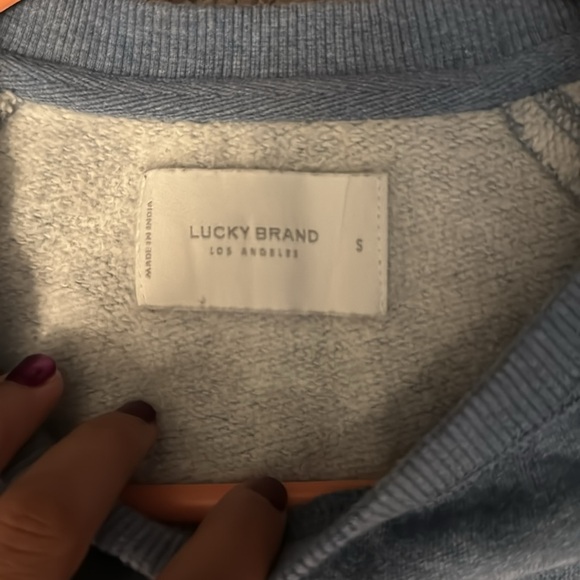 MADE IN INDIA
LUCKY BRAND
LOS ANGELES
S